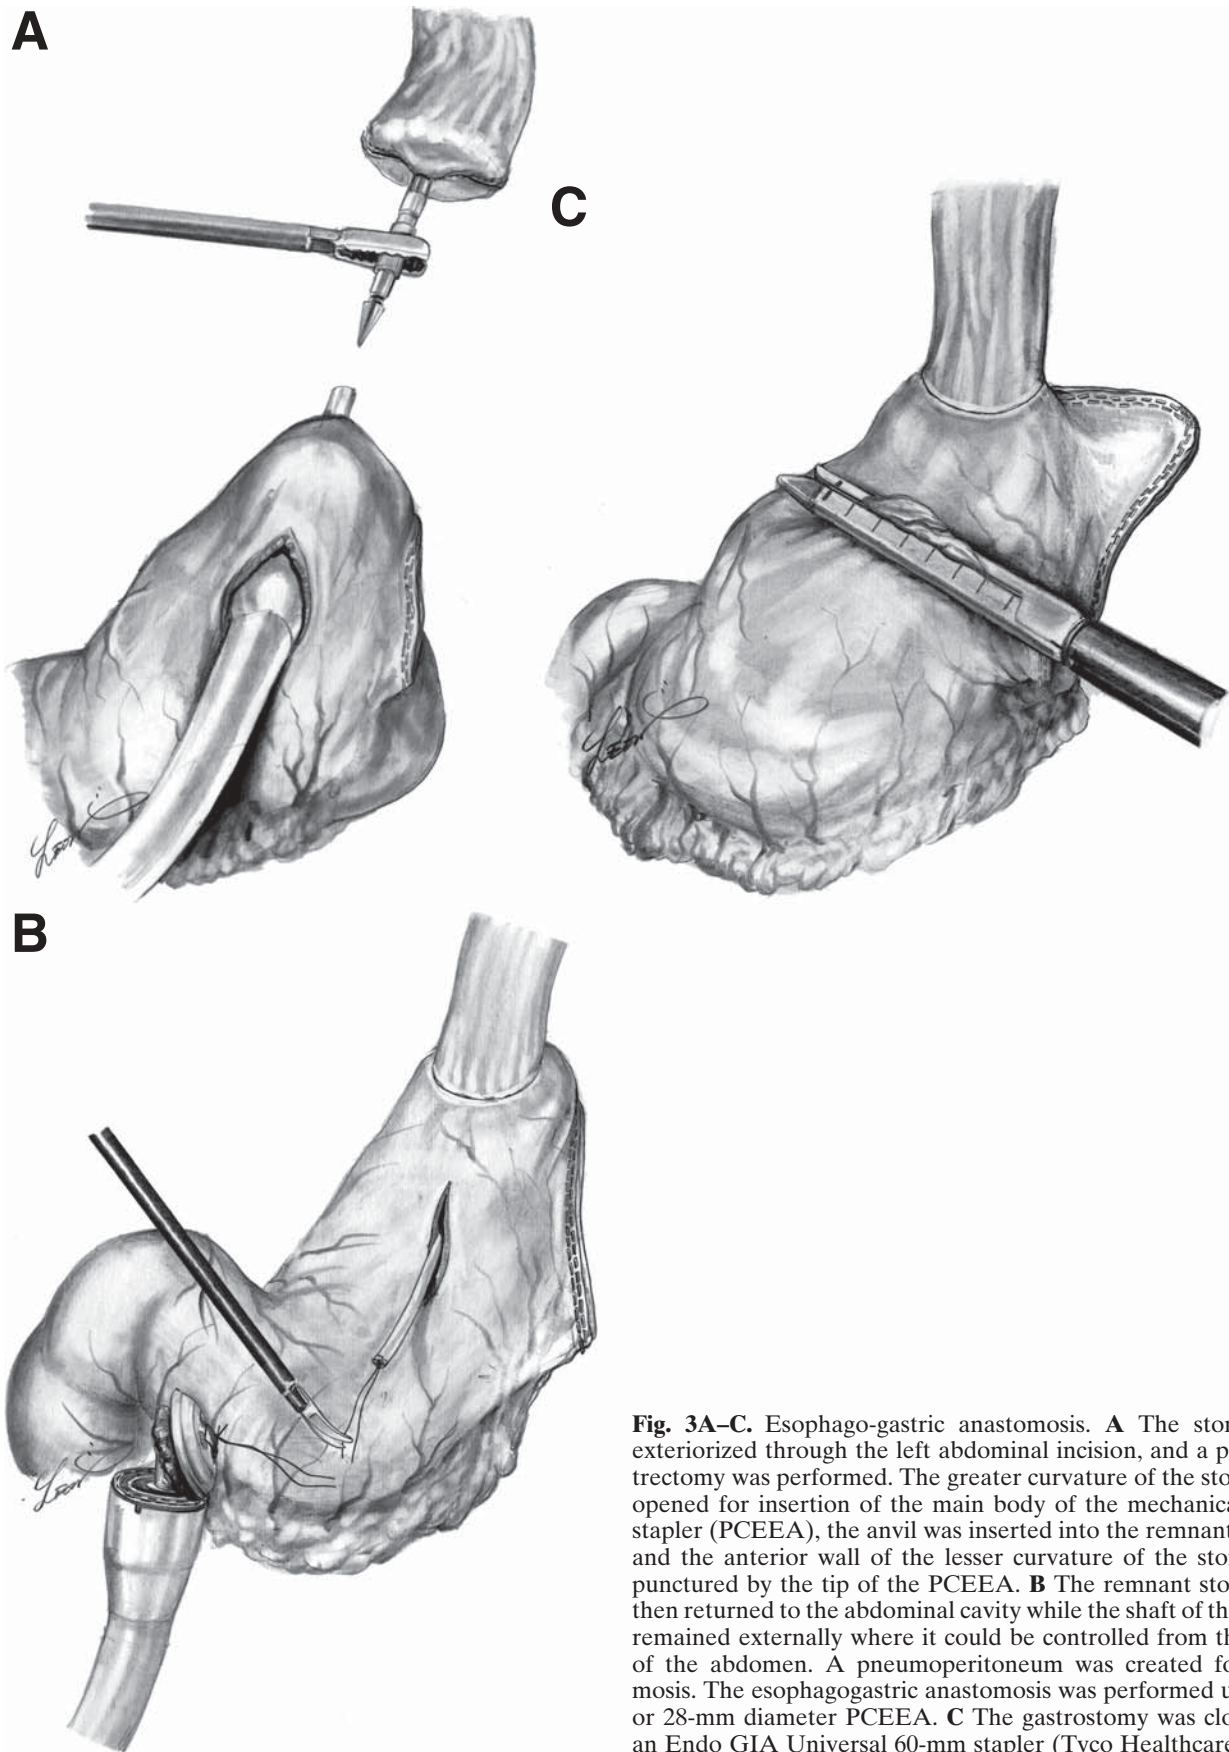 A
C
B
Fig. 3A–C. Esophago-gastric anastomosis. A The stom
exteriorized through the left abdominal incision, and a p
trectomy was performed. The greater curvature of the sto
opened for insertion of the main body of the mechanica
stapler (PCEEA), the anvil was inserted into the remnant
and the anterior wall of the lesser curvature of the sto
punctured by the tip of the PCEEA. B The remnant sto
then returned to the abdominal cavity while the shaft of th
remained externally where it could be controlled from th
of the abdomen. A pneumoperitoneum was created fo
mosis. The esophagogastric anastomosis was performed u
or 28-mm diameter PCEEA. C The gastrostomy was clo
an Endo GIA Universal 60-mm stapler (Tyco Healthcare